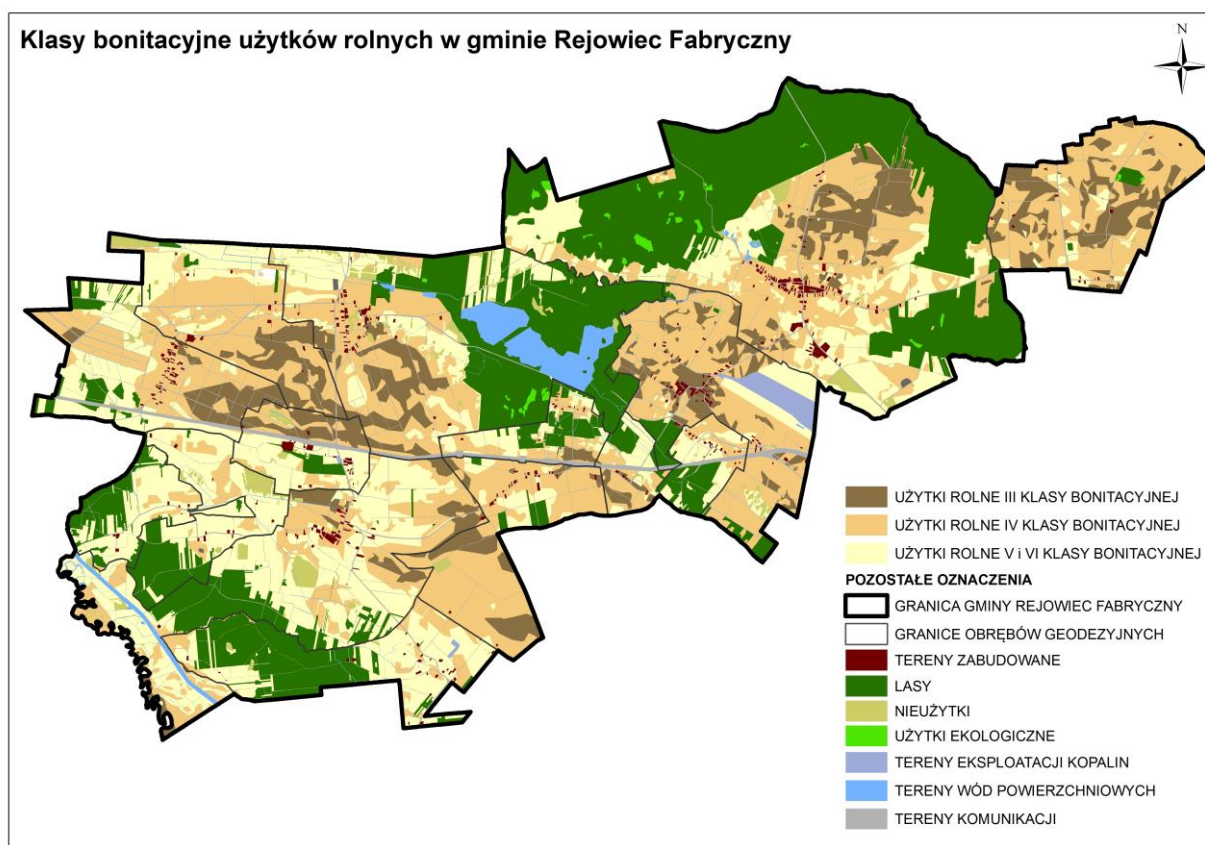 Klasy bonitacyjne użytków rolnych w gminie Rejowiec Fabryczny
N
UŻYTKI ROLNE III KLASY BONITACYJNEJ
UŻYTKI ROLNE IV KLASY BONITACYJNEJ
UŻYTKI ROLNE V i VI KLASY BONITACYJNEJ
POZOSTAŁE OZNACZENIA
GRANICA GMINY REJOWIEC FABRYCZNY
GRANICE OBRĘBÓW GEODEZYJNYCH
TERENY ZABUDOWANE
LASY
NIEUŻYTKI
UŻYTKI EKOLOGICZNE
TERENY EKSPLOATACJI KOPALIN
TERENY WÓD POWIERZCHNIOWYCH
TERENY KOMUNIKACJI